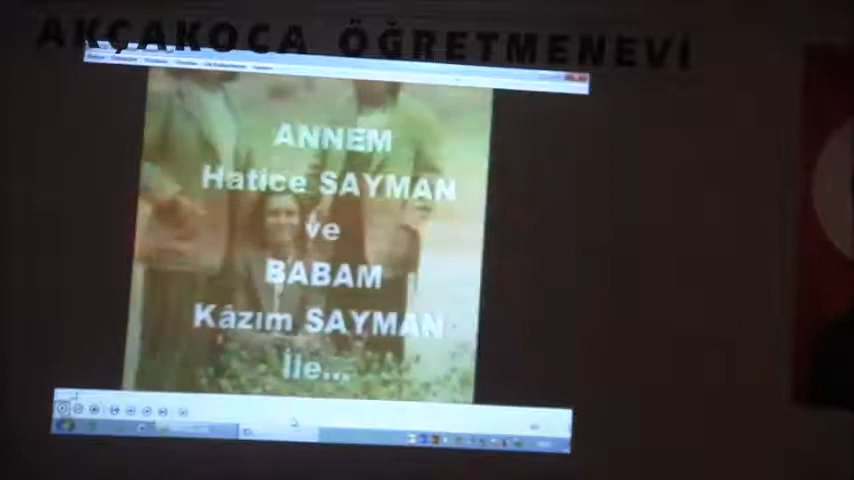 AKÇAKOCA ÖĞRETMENEVİ
ANNEM
Hatice SAYMAN
ve
BABAM
Kâzım SAYMAN
İle...